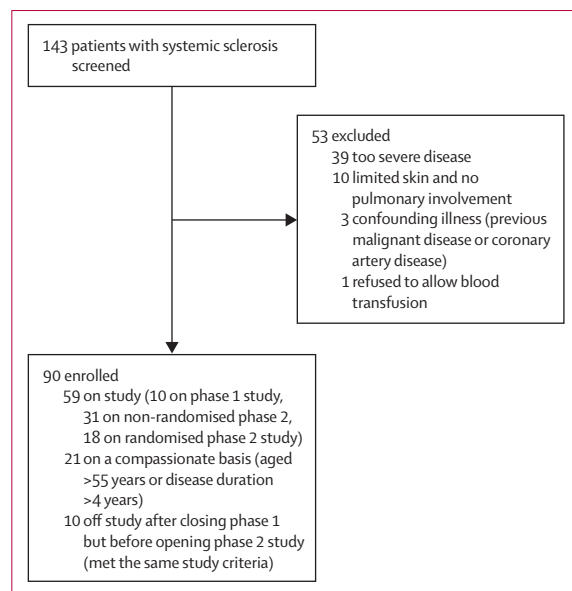 143 patients with systemic sclerosis
screened
53 excluded
39 too severe disease
10 limited skin and no
pulmonary involvement
3 confounding illness (previous
malignant disease or coronary
artery disease)
1 refused to allow blood
transfusion
90 enrolled
59 on study (10 on phase 1 study,
31 on non-randomised phase 2,
18 on randomised phase 2 study)
21 on a compassionate basis (aged
>55 years or disease duration
>4 years)
10 off study after closing phase 1
but before opening phase 2 study
(met the same study criteria)